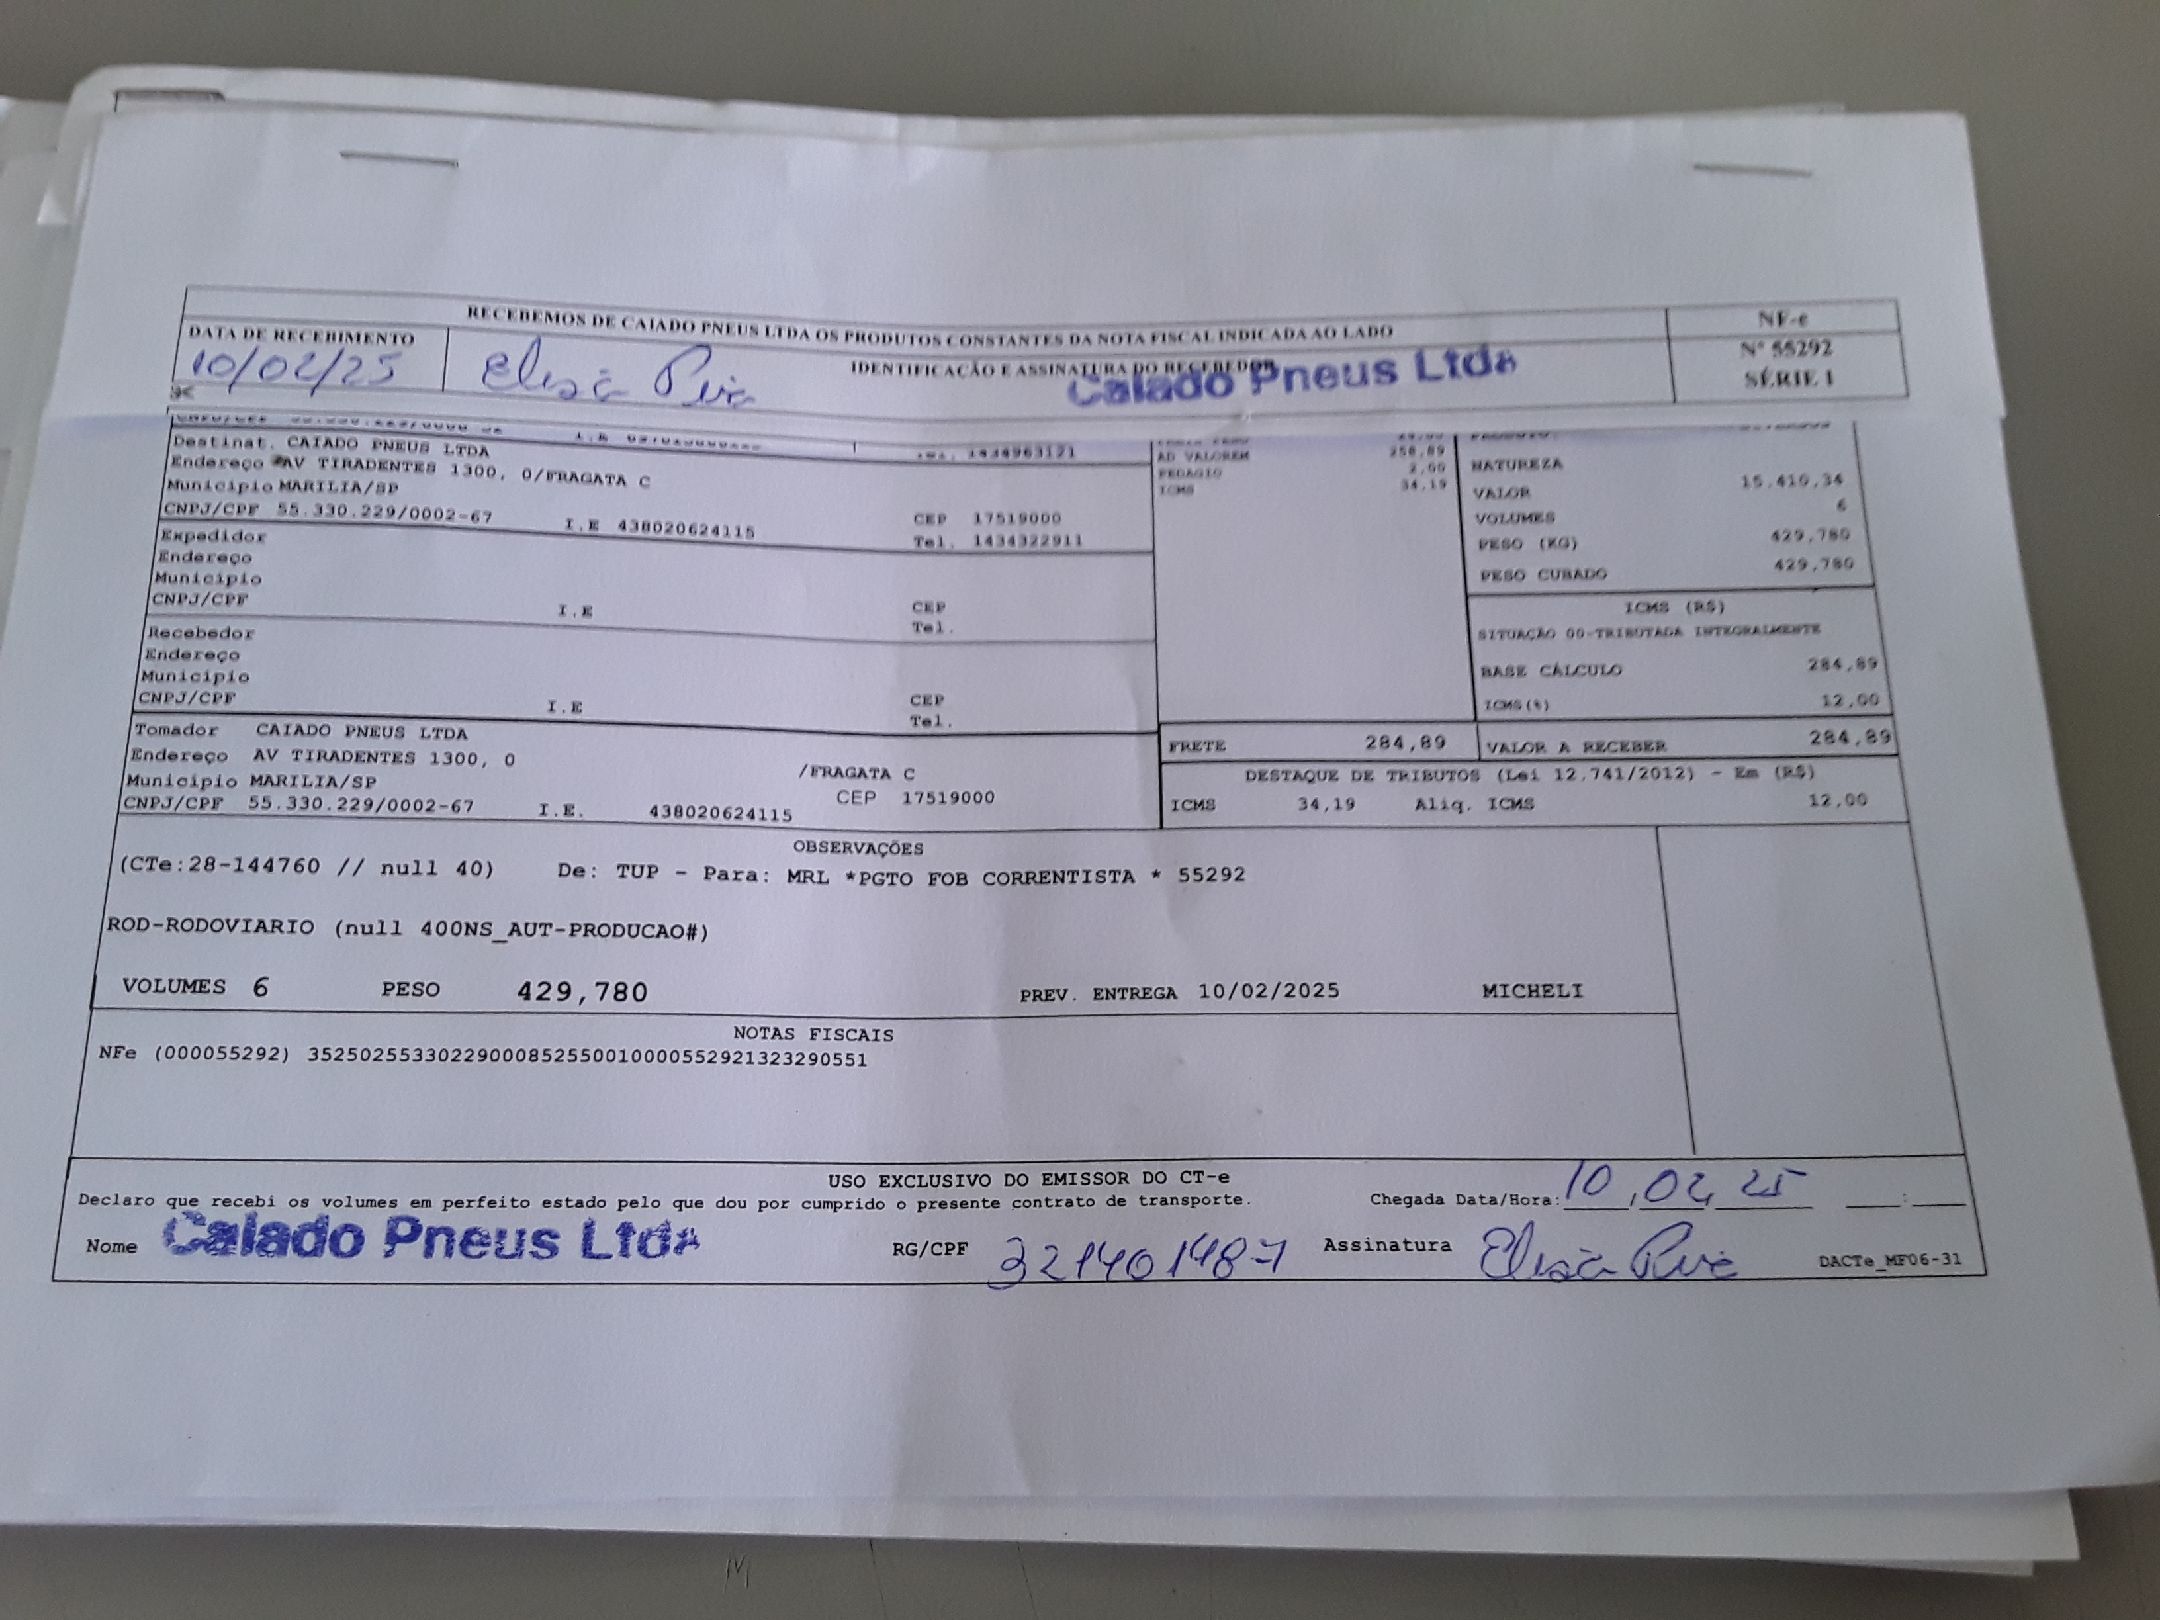 RECEBEMOS DE CAIADO PNEUS LTDA OS PRODUTOS CONSTANTES DA NOTA FISCAL INDICADA AO LADO
NF-e
Nº 55292
SÉRIE 1
DATA DE RECEBIMENTO
10/02/25
IDENTIFICAÇÃO E ASSINATURA DO RECEBEDOR
Caiado Pneus Ltda
Destinat. CAIADO PNEUS LTDA
Endereço AV TIRADENTES 1300, 0/FRAGATA C
Município MARILIA/SP
CNPJ/CPF 55.330.229/0002-67 I.E 438020624115 CEP 17519000
Tel. 1434322911
Expedidor
Endereço
Município
CNPJ/CPF I.E CEP
Tel.
Recebedor
Endereço
Município
CNPJ/CPF I.E CEP
Tel.
Tomador CAIADO PNEUS LTDA
Endereço AV TIRADENTES 1300, 0 /FRAGATA C
Município MARILIA/SP CEP 17519000
CNPJ/CPF 55.330.229/0002-67 I.E. 438020624115
AD VALOREM 258,89
PEDAGIO 2,00
ICMS 34,19
NATUREZA
VALOR 15.410,34
VOLUMES 6
PESO (KG) 429,780
PESO CUBADO 429,780
ICMS (R$)
SITUAÇÃO 00-TRIBUTADA INTEGRALMENTE
BASE CÁLCULO 284,89
ICMS(%) 12,00
FRETE 284,89 VALOR A RECEBER 284,89
DESTAQUE DE TRIBUTOS (Lei 12.741/2012) - Em (R$)
ICMS 34,19 Aliq. ICMS 12,00
OBSERVAÇÕES
(CTe:28-144760 // null 40) De: TUP - Para: MRL *PGTO FOB CORRENTISTA * 55292
ROD-RODOVIARIO (null 400NS_AUT-PRODUCAO#)
VOLUMES 6 PESO 429,780 PREV. ENTREGA 10/02/2025 MICHELI
NOTAS FISCAIS
NFe (000055292) 35250255330229000852550010000552921323290551
USO EXCLUSIVO DO EMISSOR DO CT-e
Declaro que recebi os volumes em perfeito estado pelo que dou por cumprido o presente contrato de transporte. Chegada Data/Hora: 10/02/25 __:__
Nome Caiado Pneus Ltda RG/CPF 321401487 Assinatura DACTe_MF06-31